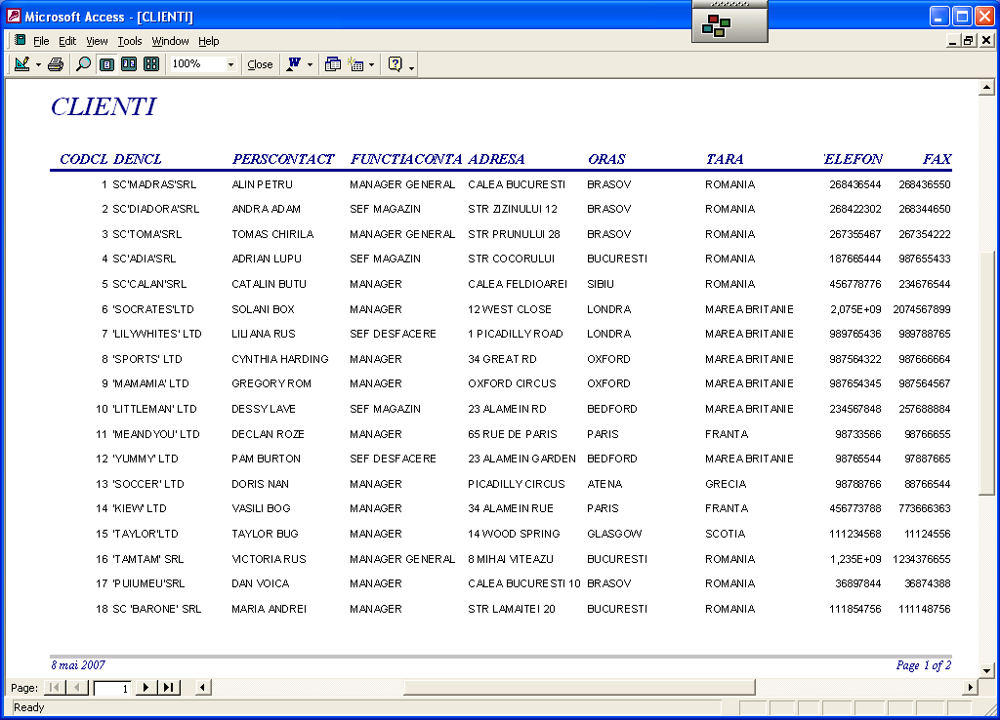 Microsoft Access - [CLIENTI]
File Edit View Tools Window Help
100% Close
CLIENTI
CODCL DENCL PERSCONTACT FUNCTIACONTA ADRESA ORAS TARA ELEFON FAX
1 SC'MADRAS'SRL ALIN PETRU MANAGER GENERAL CALEA BUCURESTI BRASOV ROMANIA 268436544 268436550
2 SC'DIADORA'SRL ANDRA ADAM SEF MAGAZIN STR ZIZINULUI 12 BRASOV ROMANIA 268422302 268344650
3 SC'TOMA'SRL TOMAS CHIRILA MANAGER GENERAL STR PRUNULUI 28 BRASOV ROMANIA 267355467 267354222
4 SC'ADIA'SRL ADRIAN LUPU SEF MAGAZIN STR COCORULUI BUCURESTI ROMANIA 187665444 987655433
5 SC'CALAN'SRL CATALIN BUTU MANAGER CALEA FELDIOAREI SIBIU ROMANIA 456778776 234676544
6 'SOCRATES'LTD SOLANI BOX MANAGER 12 WEST CLOSE LONDRA MAREA BRITANIE 2,075E+09 2074567899
7 'LILYWHITES' LTD LILIANA RUS SEF DESFACERE 1 PICADILLY ROAD LONDRA MAREA BRITANIE 989765436 989788765
8 'SPORTS' LTD CYNTHIA HARDING MANAGER 34 GREAT RD OXFORD MAREA BRITANIE 987564322 987666664
9 'MAMAMIA' LTD GREGORY ROM MANAGER OXFORD CIRCUS OXFORD MAREA BRITANIE 987654345 987564567
10 'LITTLEMAN' LTD DESSY LAVE SEF MAGAZIN 23 ALAMEIN RD BEDFORD MAREA BRITANIE 234567848 257688884
11 'MEANDYOU' LTD DECLAN ROZE MANAGER 65 RUE DE PARIS PARIS FRANTA 98733566 98766655
12 'YUMMY' LTD PAM BURTON SEF DESFACERE 23 ALAMEIN GARDEN BEDFORD MAREA BRITANIE 98765544 97887665
13 'SOCCER' LTD DORIS NAN MANAGER PICADILLY CIRCUS ATENA GRECIA 98788766 88766544
14 'KIEW' LTD VASILI BOG MANAGER 34 ALAMEIN RUE PARIS FRANTA 456773788 773666363
15 'TAYLOR'LTD TAYLOR BUG MANAGER 14 WOOD SPRING GLASGOW SCOTIA 111234568 11124556
16 'TAMTAM' SRL VICTORIA RUS MANAGER GENERAL 8 MIHAI VITEAZU BUCURESTI ROMANIA 1,235E+09 1234376655
17 'PUIUMEU'SRL DAN VOICA MANAGER CALEA BUCURESTI 10 BRASOV ROMANIA 36897844 36874388
18 SC 'BARONE' SRL MARIA ANDREI MANAGER STR LAMAITEI 20 BUCURESTI ROMANIA 111854756 111148756
8 mai 2007 Page 1 of 2
Page: 1
Ready